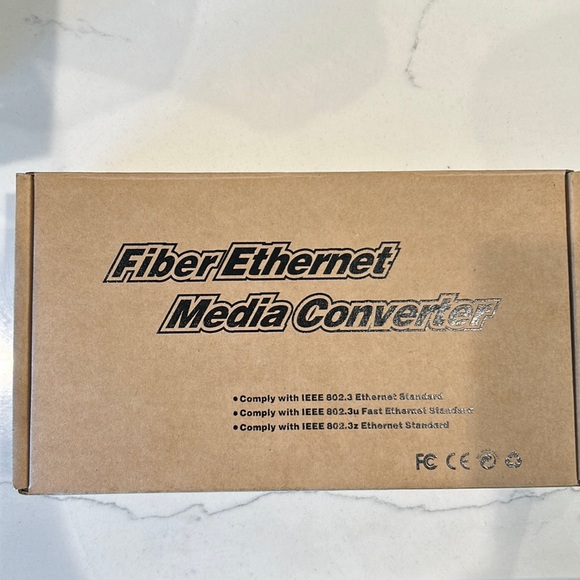 Fiber Ethernet
Media Converter
• Comply with IEEE 802.3 Ethernet Standard
• Comply with IEEE 802.3u Fast Ethernet Standard
• Comply with IEEE 802.3z Ethernet Standard
FC CE